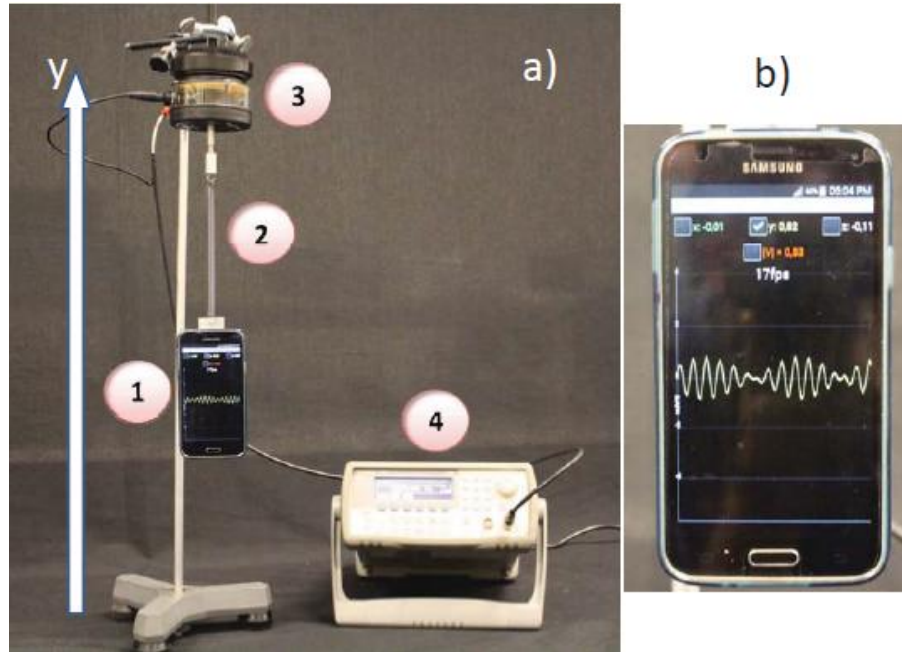 y
a)
3
2
1
4
b)
SAMSUNG
05:04 PM
x: -0,01
y: 0,82
z: -0,11
|V| = 0,83
17fps